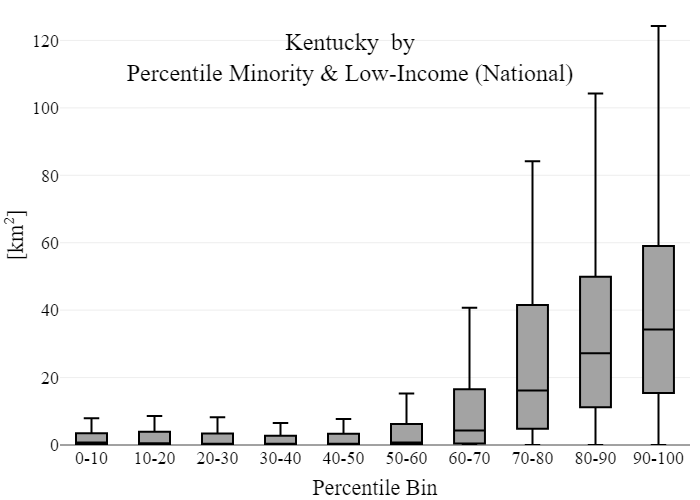 Kentucky by
Percentile Minority & Low-Income (National)
120
100
80
60
40
20
0
[km²]
0-10 10-20 20-30 30-40 40-50 50-60 60-70 70-80 80-90 90-100
Percentile Bin